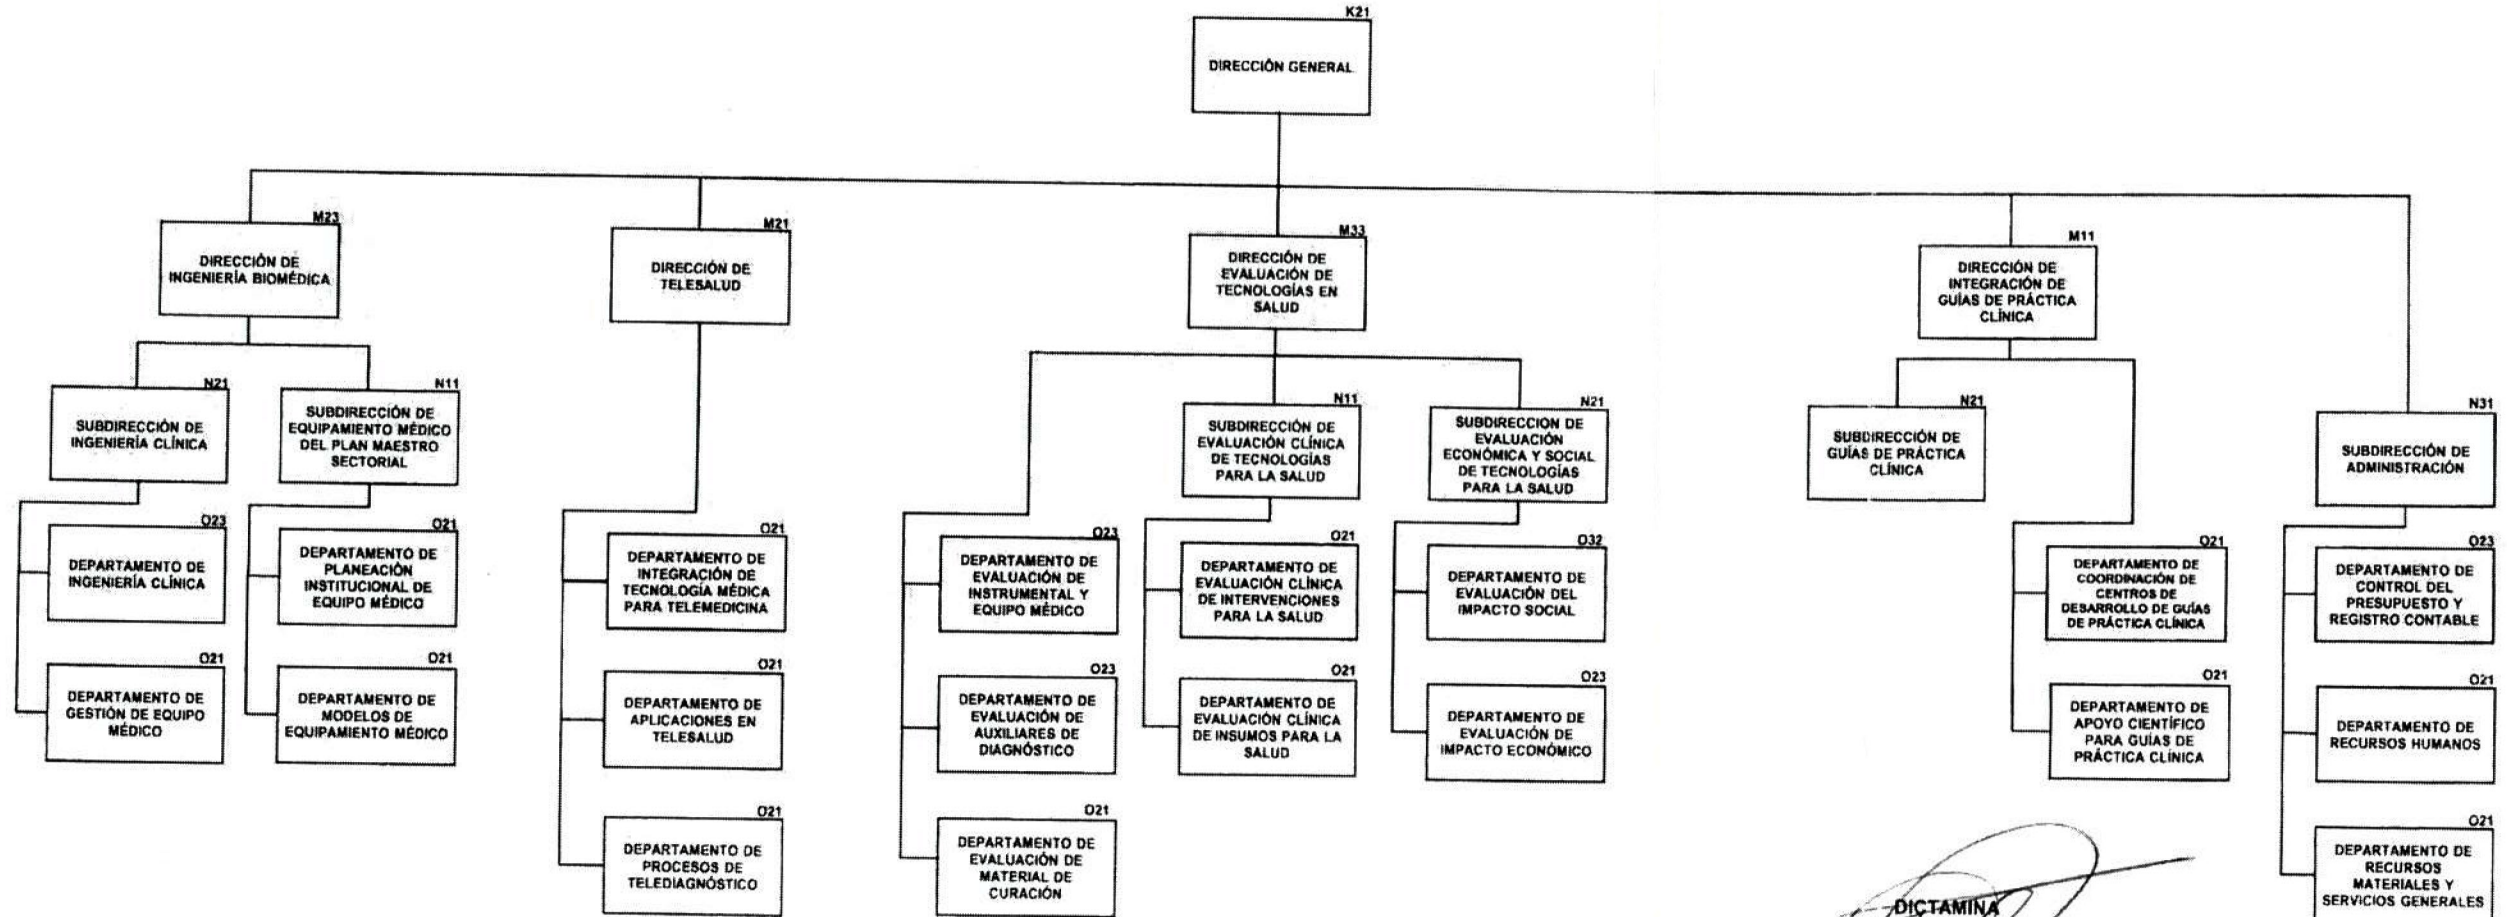 K21
DIRECCIÓN GENERAL
M23
DIRECCIÓN DE
INGENIERÍA BIOMÉDICA
M21
DIRECCIÓN DE
TELESALUD
M33
DIRECCIÓN DE
EVALUACIÓN DE
TECNOLOGÍAS EN
SALUD
M11
DIRECCIÓN DE
INTEGRACIÓN DE
GUÍAS DE PRÁCTICA
CLÍNICA
N21
SUBDIRECCIÓN DE
INGENIERÍA CLÍNICA
N11
SUBDIRECCIÓN DE
EQUIPAMIENTO MÉDICO
DEL PLAN MAESTRO
SECTORIAL
N11
SUBDIRECCIÓN DE
EVALUACIÓN CLÍNICA
DE TECNOLOGÍAS
PARA LA SALUD
N21
SUBDIRECCIÓN DE
EVALUACIÓN
ECONÓMICA Y SOCIAL
DE TECNOLOGÍAS
PARA LA SALUD
N21
SUBDIRECCIÓN DE
GUÍAS DE PRÁCTICA
CLÍNICA
N31
SUBDIRECCIÓN DE
ADMINISTRACIÓN
O23
DEPARTAMENTO DE
INGENIERÍA CLÍNICA
O21
DEPARTAMENTO DE
PLANEACIÓN
INSTITUCIONAL DE
EQUIPO MÉDICO
O21
DEPARTAMENTO DE
INTEGRACIÓN DE
TECNOLOGÍA MÉDICA
PARA TELEMEDICINA
O23
DEPARTAMENTO DE
EVALUACIÓN DE
INSTRUMENTAL Y
EQUIPO MÉDICO
O21
DEPARTAMENTO DE
EVALUACIÓN CLÍNICA
DE INTERVENCIONES
PARA LA SALUD
O32
DEPARTAMENTO DE
EVALUACIÓN DEL
IMPACTO SOCIAL
O21
DEPARTAMENTO DE
COORDINACIÓN DE
CENTROS DE
DESARROLLO DE GUÍAS
DE PRÁCTICA CLÍNICA
O23
DEPARTAMENTO DE
CONTROL DEL
PRESUPUESTO Y
REGISTRO CONTABLE
O21
DEPARTAMENTO DE
GESTIÓN DE EQUIPO
MÉDICO
O21
DEPARTAMENTO DE
MODELOS DE
EQUIPAMIENTO MÉDICO
O21
DEPARTAMENTO DE
APLICACIONES EN
TELESALUD
O23
DEPARTAMENTO DE
EVALUACIÓN DE
AUXILIARES DE
DIAGNÓSTICO
O21
DEPARTAMENTO DE
EVALUACIÓN CLÍNICA
DE INSUMOS PARA LA
SALUD
O23
DEPARTAMENTO DE
EVALUACIÓN DE
IMPACTO ECONÓMICO
O21
DEPARTAMENTO DE
APOYO CIENTÍFICO
PARA GUÍAS DE
PRÁCTICA CLÍNICA
O21
DEPARTAMENTO DE
RECURSOS HUMANOS
O21
DEPARTAMENTO DE
PROCESOS DE
TELEDIAGNÓSTICO
O21
DEPARTAMENTO DE
EVALUACIÓN DE
MATERIAL DE
CURACIÓN
O21
DEPARTAMENTO DE
RECURSOS
MATERIALES Y
SERVICIOS GENERALES
DICTAMINA